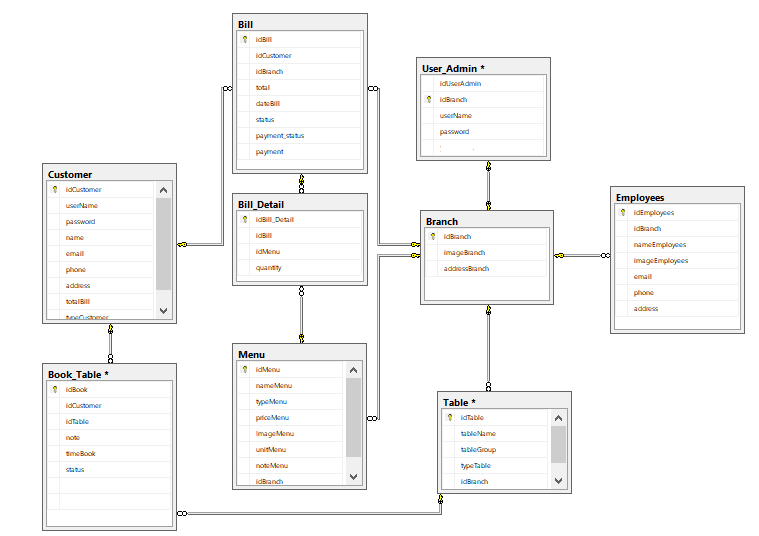 Bill
idBill
idCustomer
idBranch
total
dateBill
status
payment_status
payment
User_Admin *
idUserAdmin
idBranch
userName
password
Customer
idCustomer
userName
password
name
email
phone
address
totalBill
typeCustomer
Bill_Detail
idBill_Detail
idBill
idMenu
quantity
Branch
idBranch
imageBranch
addressBranch
Employees
idEmployees
idBranch
nameEmployees
imageEmployees
email
phone
address
Book_Table *
idBook
idCustomer
idTable
note
timeBook
status
Menu
idMenu
nameMenu
typeMenu
priceMenu
imageMenu
unitMenu
noteMenu
idBranch
Table *
idTable
tableName
tableGroup
typeTable
idBranch